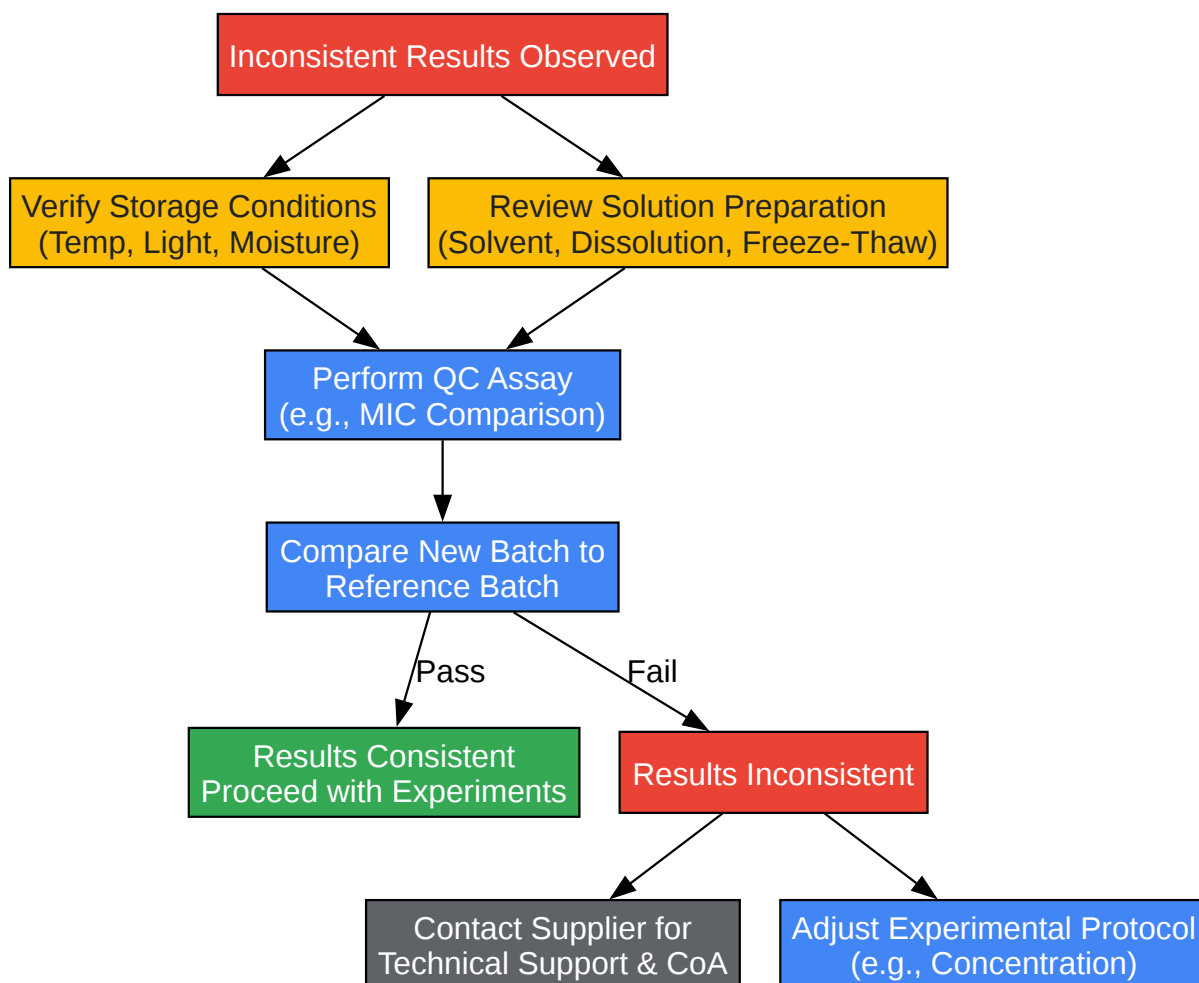 Inconsistent Results Observed
Verify Storage Conditions
(Temp, Light, Moisture)
Review Solution Preparation
(Solvent, Dissolution, Freeze-Thaw)
Perform QC Assay
(e.g., MIC Comparison)
Compare New Batch to
Reference Batch
Pass
Fail
Results Consistent
Proceed with Experiments
Results Inconsistent
Contact Supplier for
Technical Support & CoA
Adjust Experimental Protocol
(e.g., Concentration)